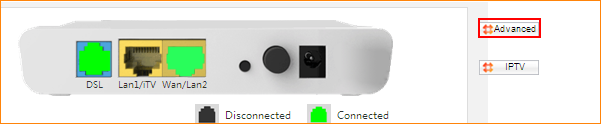 Advanced
IPTV
DSL Lan1/iTV Wan/Lan2
Disconnected Connected